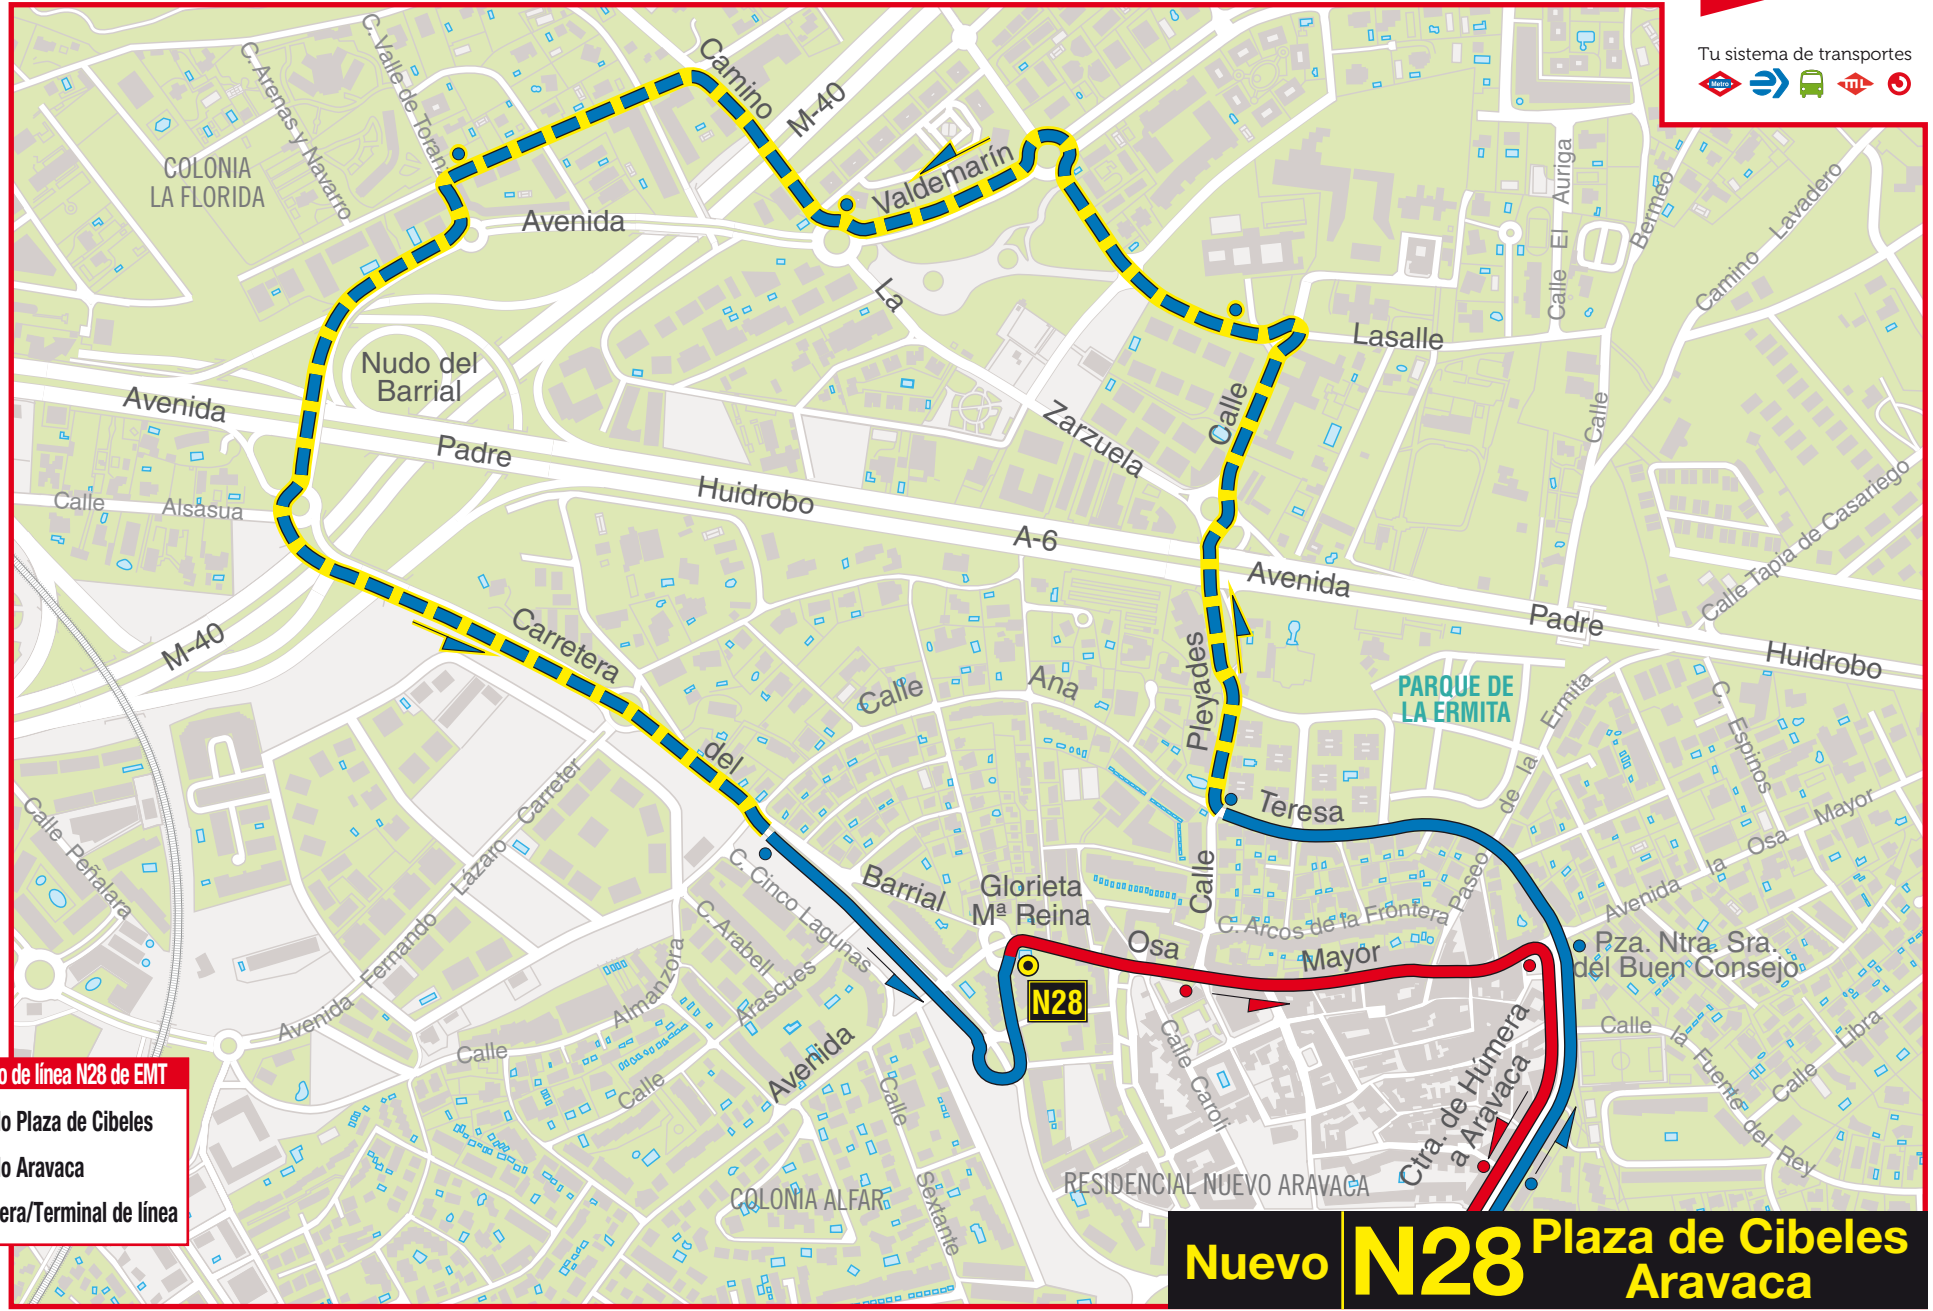 Tu sistema de transportes
Metro
ML
C. Arenas y Navarro
C. Valle de Toranzo
COLONIA
LA FLORIDA
Camino
M-40
Valdemarín
Avenida
La
Zarzuela
Nudo del
Barrial
Calle
Lasalle
Calle El Auriga
Bermeo
Calle
Camino Lavadero
Avenida
Padre
Huidrobo
A-6
Avenida
Padre
Huidrobo
Calle Tapia de Casariego
Calle Alsasua
M-40
Carretera
del
Barrial
Calle
Ana
Teresa
Pleyades
Calle
PARQUE DE
LA ERMITA
Paseo de la Ermita
C. Espinos
Avenida la Osa Mayor
Calle Peñalara
Lázaro Carreter
Avenida Fernando
C. Cinco Lagunas
C. Arabell
Arascues
Almanzora
Calle
Calle
Glorieta
Mª Reina
N28
Osa
Mayor
C. Arcos de la Frontera
Pza. Ntra. Sra.
del Buen Consejo
Avenida
Calle
Sextante
Calle Caroli
Ctra. de Húmera
a Aravaca
Calle la Fuente del Rey
Calle Libra
COLONIA ALFAR
RESIDENCIAL NUEVO ARAVACA
o de línea N28 de EMT
o Plaza de Cibeles
o Aravaca
era/Terminal de línea
Nuevo
N28
Plaza de Cibeles
Aravaca